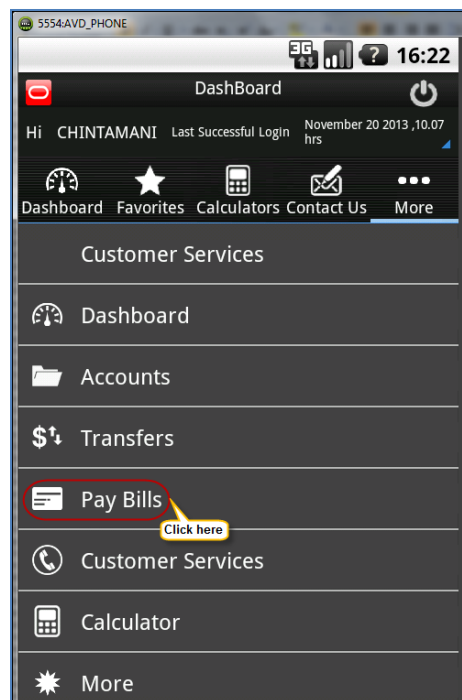 5554:AVD_PHONE
3G 16:22
DashBoard
Hi CHINTAMANI Last Successful Login November 20 2013 ,10.07
hrs
Dashboard Favorites Calculators Contact Us More
Customer Services
Dashboard
Accounts
Transfers
Pay Bills
Click here
Customer Services
Calculator
More